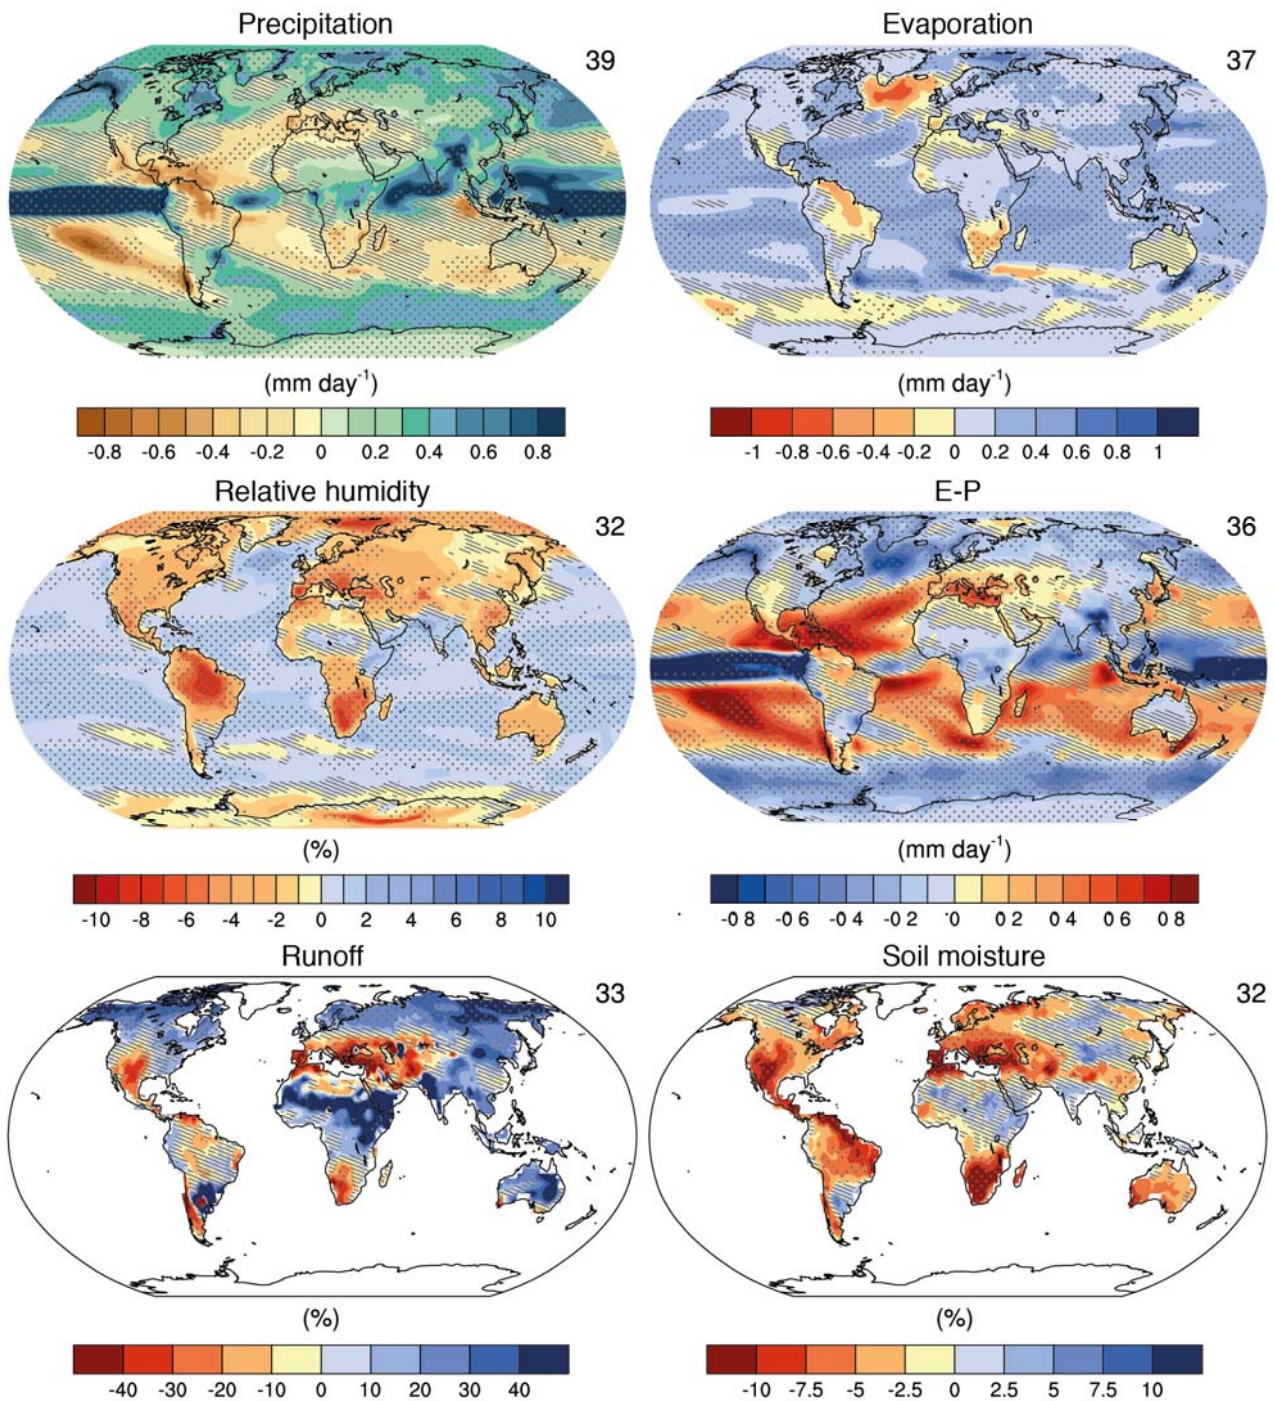 Precipitation
39
(mm day⁻¹)
-0.8 -0.6 -0.4 -0.2 0 0.2 0.4 0.6 0.8
Evaporation
37
(mm day⁻¹)
-1 -0.8 -0.6 -0.4 -0.2 0 0.2 0.4 0.6 0.8 1
Relative humidity
32
(%)
-10 -8 -6 -4 -2 0 2 4 6 8 10
E-P
36
(mm day⁻¹)
-0 8 -0 6 -0 4 -0 2 0 0 2 0 4 0 6 0 8
Runoff
33
(%)
-40 -30 -20 -10 0 10 20 30 40
Soil moisture
32
(%)
-10 -7.5 -5 -2.5 0 2.5 5 7.5 10